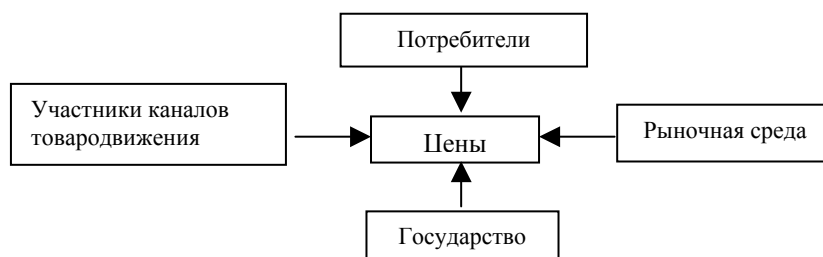 Потребители
Участники каналов
товародвижения
Цены
Рыночная среда
Государство